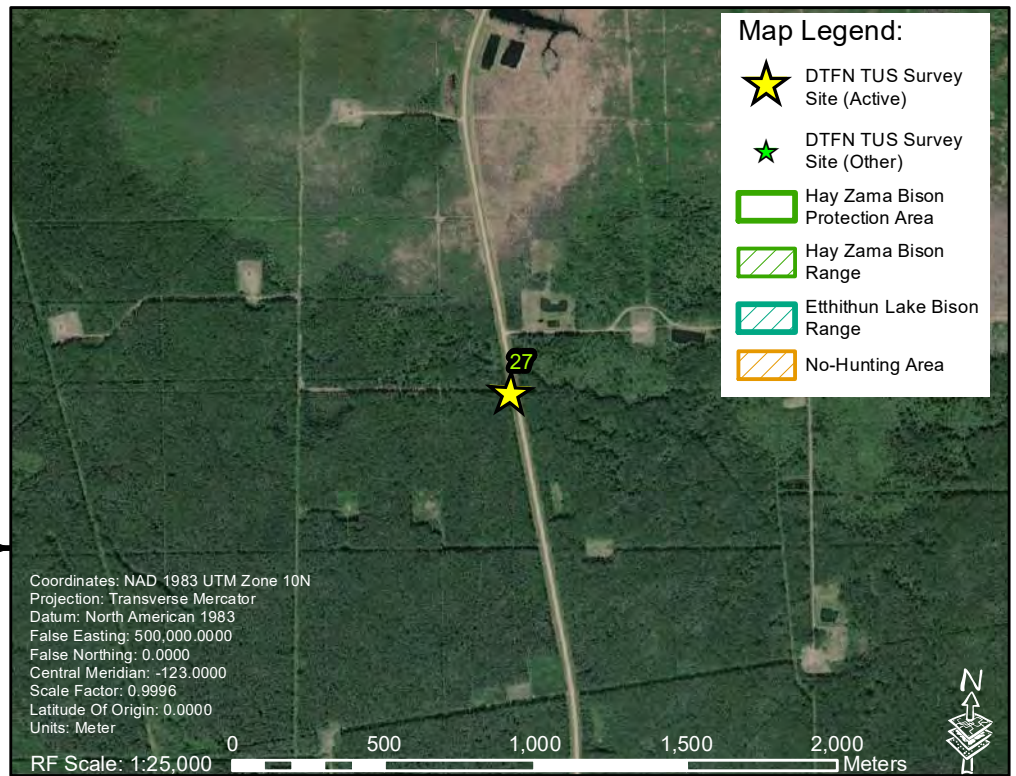 Map Legend:
DTFN TUS Survey
Site (Active)
DTFN TUS Survey
Site (Other)
Hay Zama Bison
Protection Area
Hay Zama Bison
Range
Etthithun Lake Bison
Range
No-Hunting Area
27
Coordinates: NAD 1983 UTM Zone 10N
Projection: Transverse Mercator
Datum: North American 1983
False Easting: 500,000.0000
False Northing: 0.0000
Central Meridian: -123.0000
Scale Factor: 0.9996
Latitude Of Origin: 0.0000
Units: Meter
RF Scale: 1:25,000
0 500 1,000 1,500 2,000
Meters
N